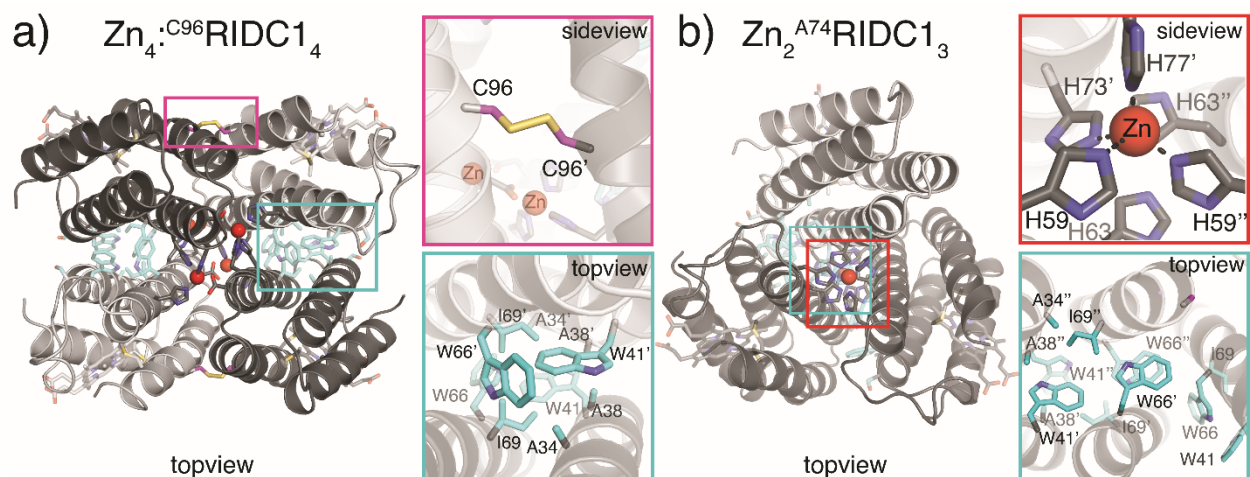 a) Zn4:C96RIDC14
topview
sideview
C96
C96'
Zn
Zn
topview
I69'
A34'
A38'
W66'
W41'
W66
W41
A38
I69
A34
b) Zn2A74RIDC13
topview
sideview
H77'
H73'
H63"
Zn
H59
H63
H59"
topview
A34"
I69"
A38"
W66"
I69
W41"
W66'
A38'
I69'
W66
W41'
W41